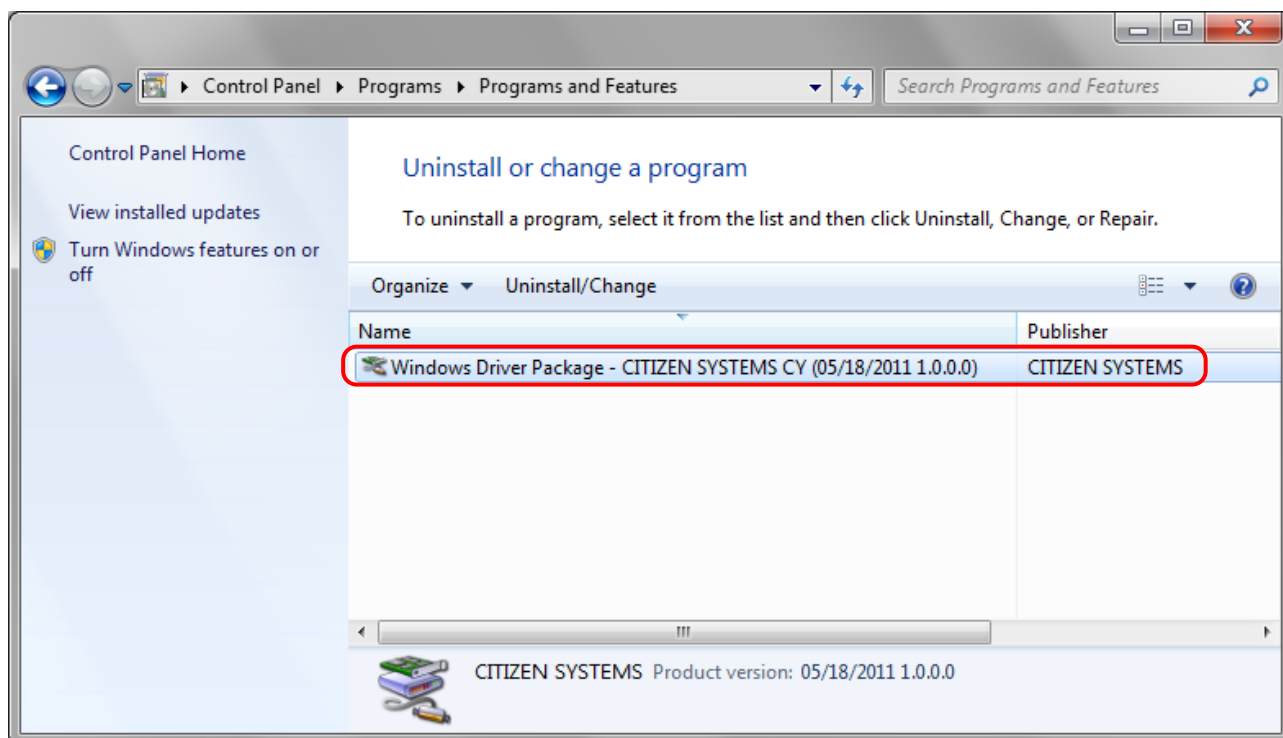 Control Panel Programs Programs and Features Search Programs and Features
Control Panel Home
View installed updates
Turn Windows features on or
off
Uninstall or change a program
To uninstall a program, select it from the list and then click Uninstall, Change, or Repair.
Organize Uninstall/Change
Name Publisher
Windows Driver Package - CITIZEN SYSTEMS CY (05/18/2011 1.0.0.0) CITIZEN SYSTEMS
CITIZEN SYSTEMS Product version: 05/18/2011 1.0.0.0